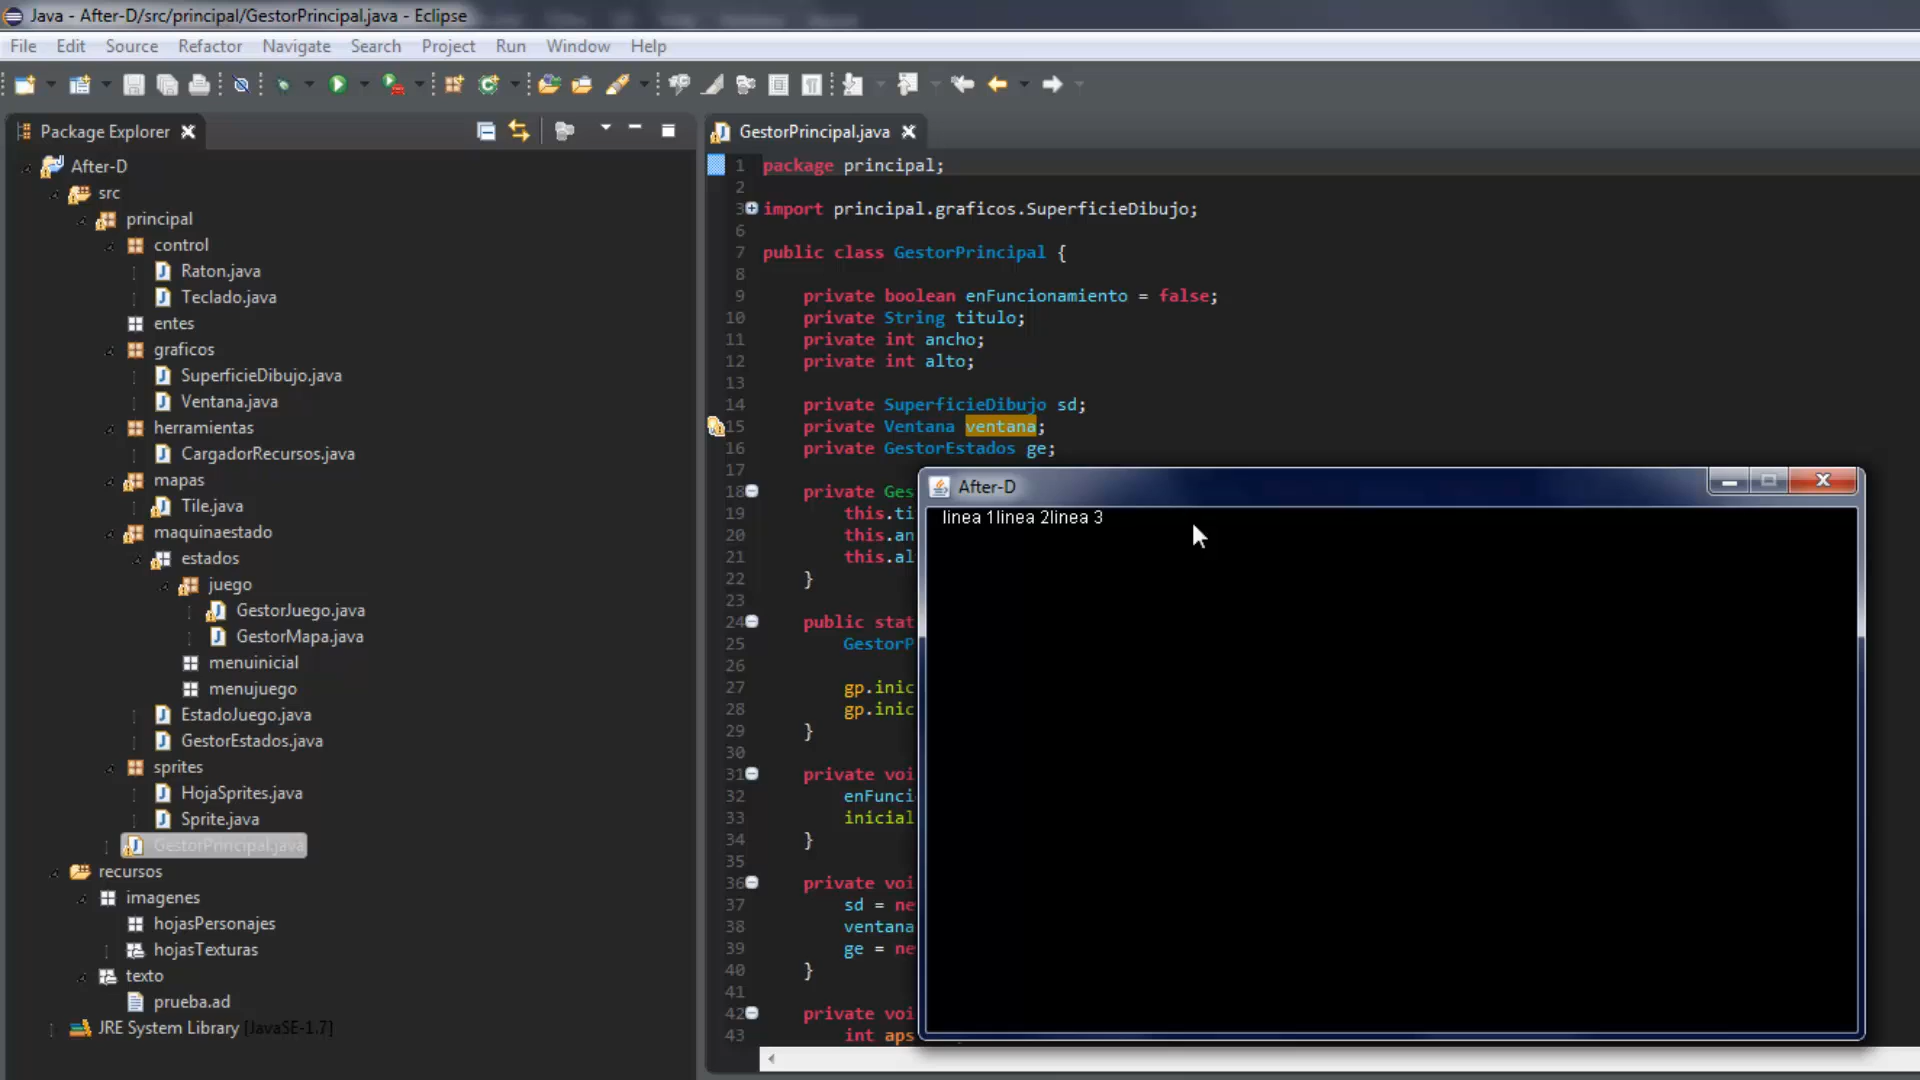 Java - After-D/src/principal/GestorPrincipal.java - Eclipse
File Edit Source Refactor Navigate Search Project Run Window Help
Package Explorer
After-D
src
principal
control
Raton.java
Teclado.java
entes
graficos
SuperficieDibujo.java
Ventana.java
herramientas
CargadorRecursos.java
mapas
Tile.java
maquinaestado
estados
juego
GestorJuego.java
GestorMapa.java
menuinicial
menujuego
EstadoJuego.java
GestorEstados.java
sprites
HojaSprites.java
Sprite.java
GestorPrincipal.java
recursos
imagenes
hojasPersonajes
hojasTexturas
texto
prueba.ad
JRE System Library [JavaSE-1.7]
GestorPrincipal.java
1 package principal;
2
3 import principal.graficos.SuperficieDibujo;
6
7 public class GestorPrincipal {
8
9 private boolean enFuncionamiento = false;
10 private String titulo;
11 private int ancho;
12 private int alto;
13
14 private SuperficieDibujo sd;
15 private Ventana ventana;
16 private GestorEstados ge;
17
18 private Ges
19 this.ti
20 this.an
21 this.al
22 }
23
24 public stat
25 GestorP
26
27 gp.inic
28 gp.inic
29 }
30
31 private voi
32 enFunci
33 inicial
34 }
35
36 private voi
37 sd = ne
38 ventana
39 ge = ne
40 }
41
42 private voi
43 int aps
After-D
linea 1linea 2linea 3